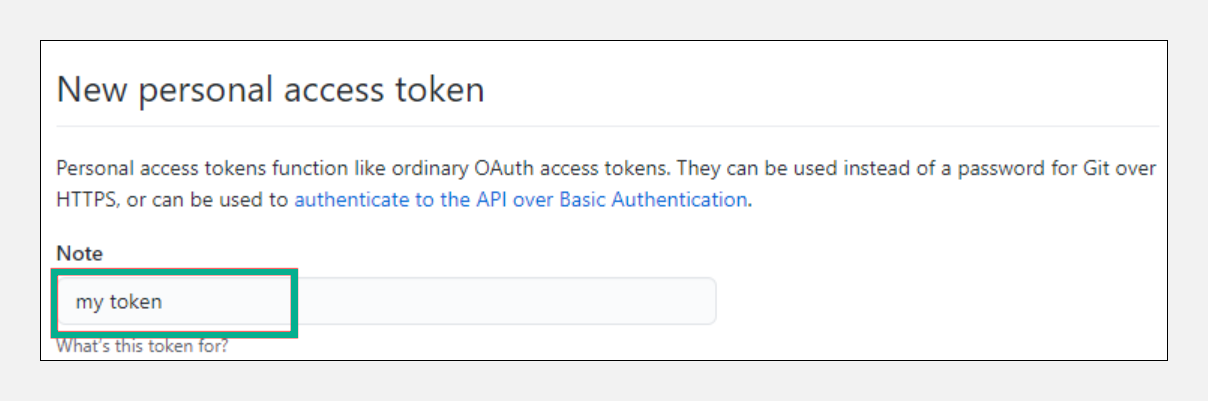 New personal access token
Personal access tokens function like ordinary OAuth access tokens. They can be used instead of a password for Git over
HTTPS, or can be used to authenticate to the API over Basic Authentication.
Note
my token
What's this token for?